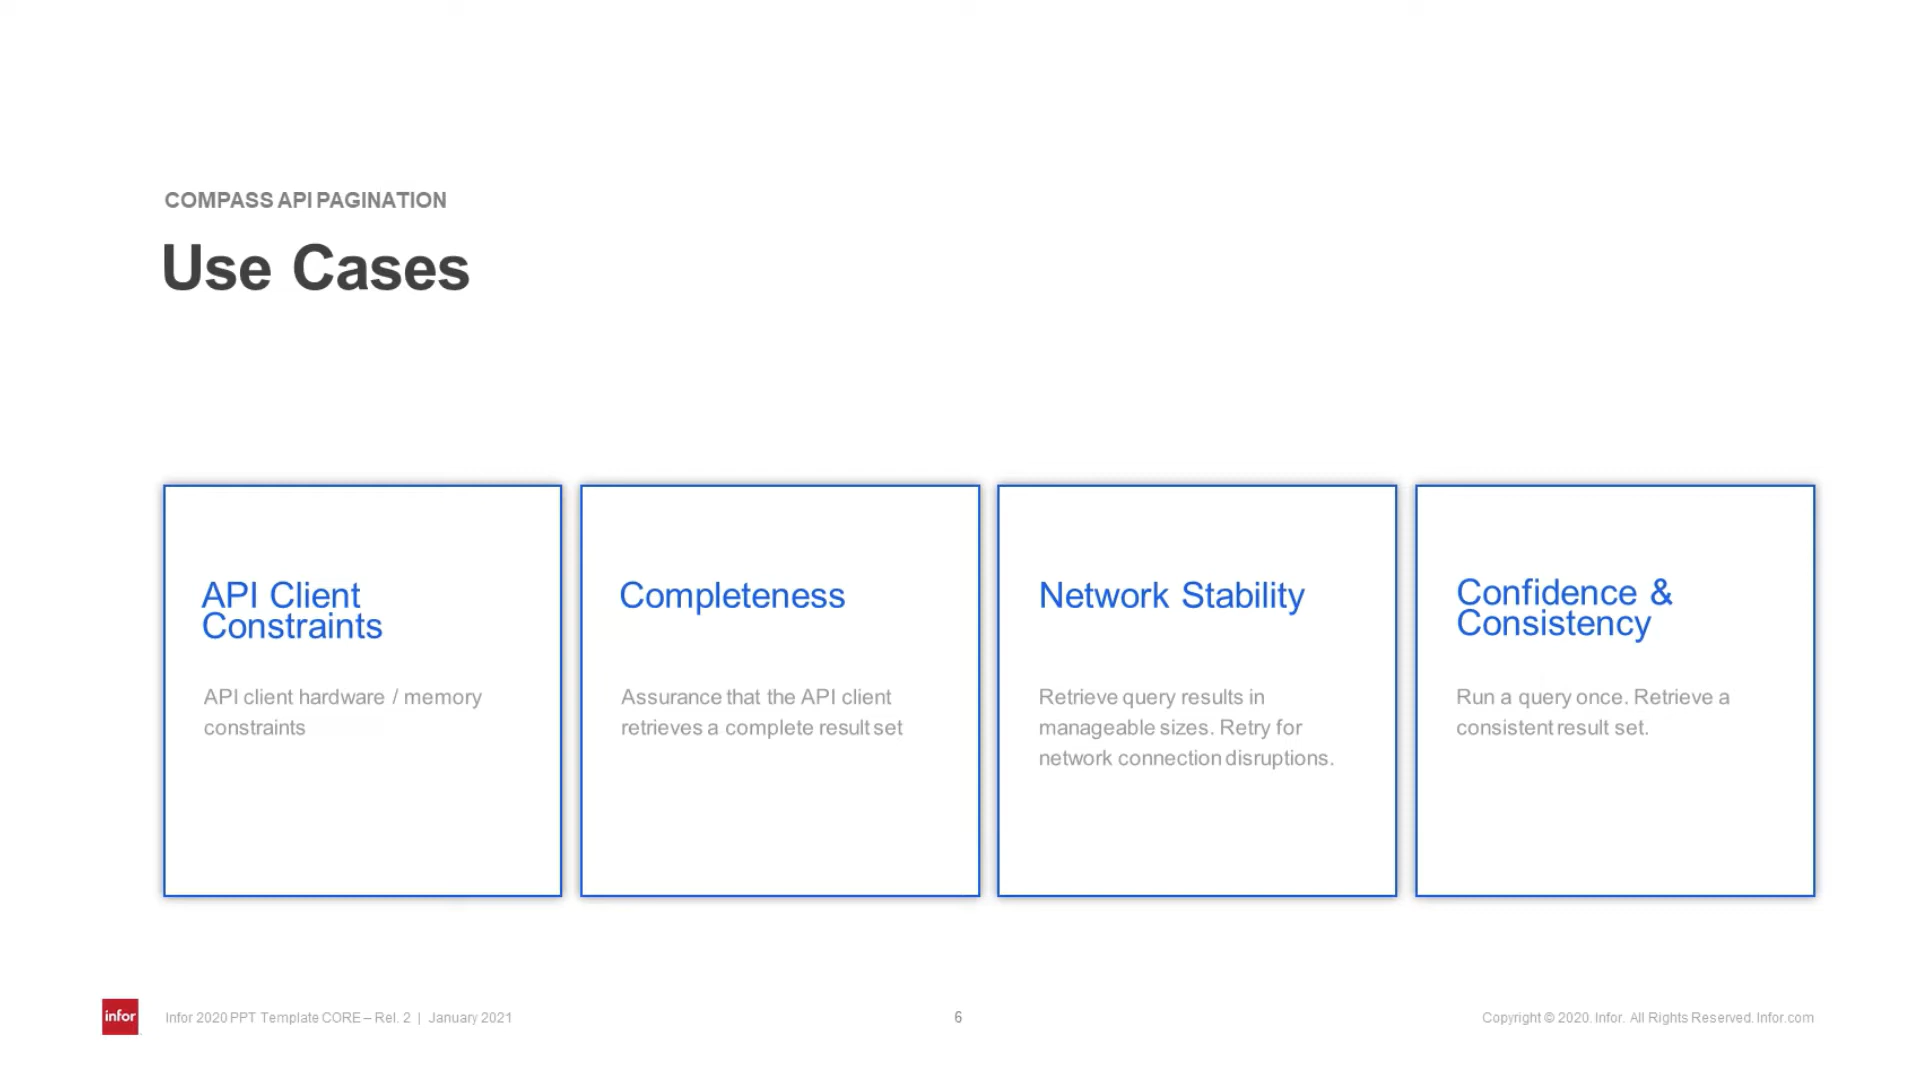 COMPASS API PAGINATION
Use Cases
API Client
Constraints
API client hardware / memory
constraints
Completeness
Assurance that the API client
retrieves a complete result set
Network Stability
Retrieve query results in
manageable sizes. Retry for
network connection disruptions.
Confidence &
Consistency
Run a query once. Retrieve a
consistent result set.
infor
Infor 2020 PPT Template CORE – Rel. 2 | January 2021
6
Copyright © 2020. Infor. All Rights Reserved. Infor.com